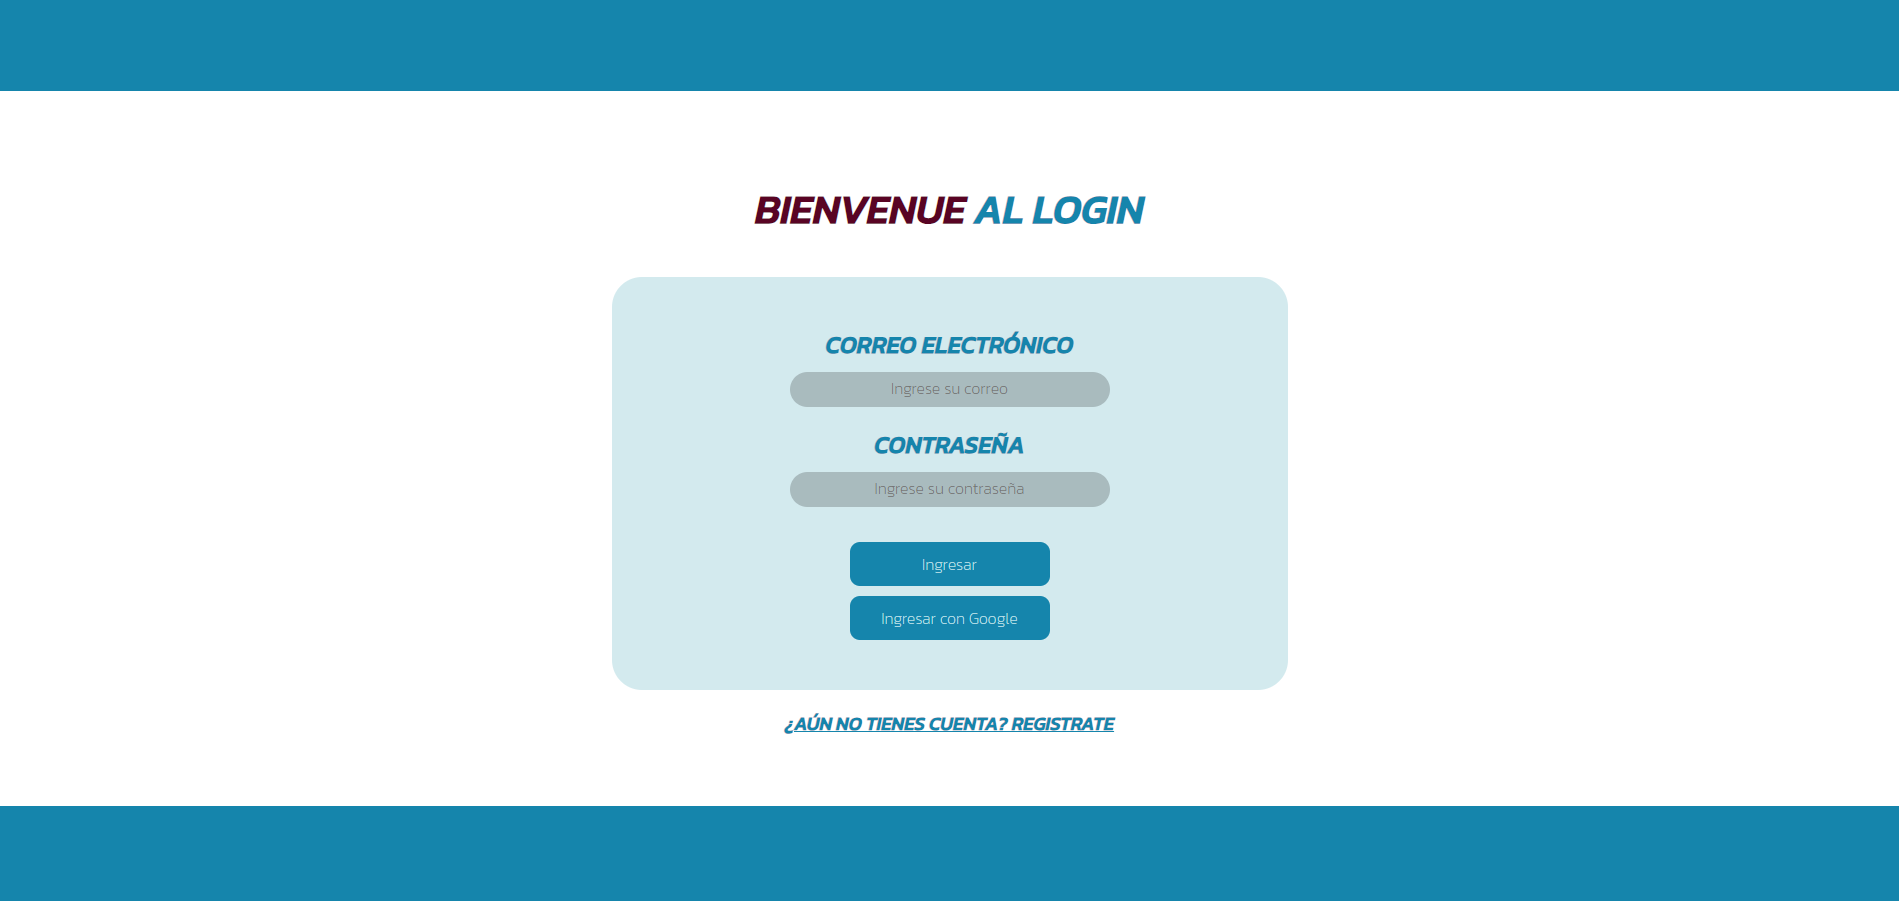 BIENVENUE AL LOGIN
CORREO ELECTRÓNICO
Ingrese su correo
CONTRASEÑA
Ingrese su contraseña
Ingresar
Ingresar con Google
¿AÚN NO TIENES CUENTA? REGISTRATE